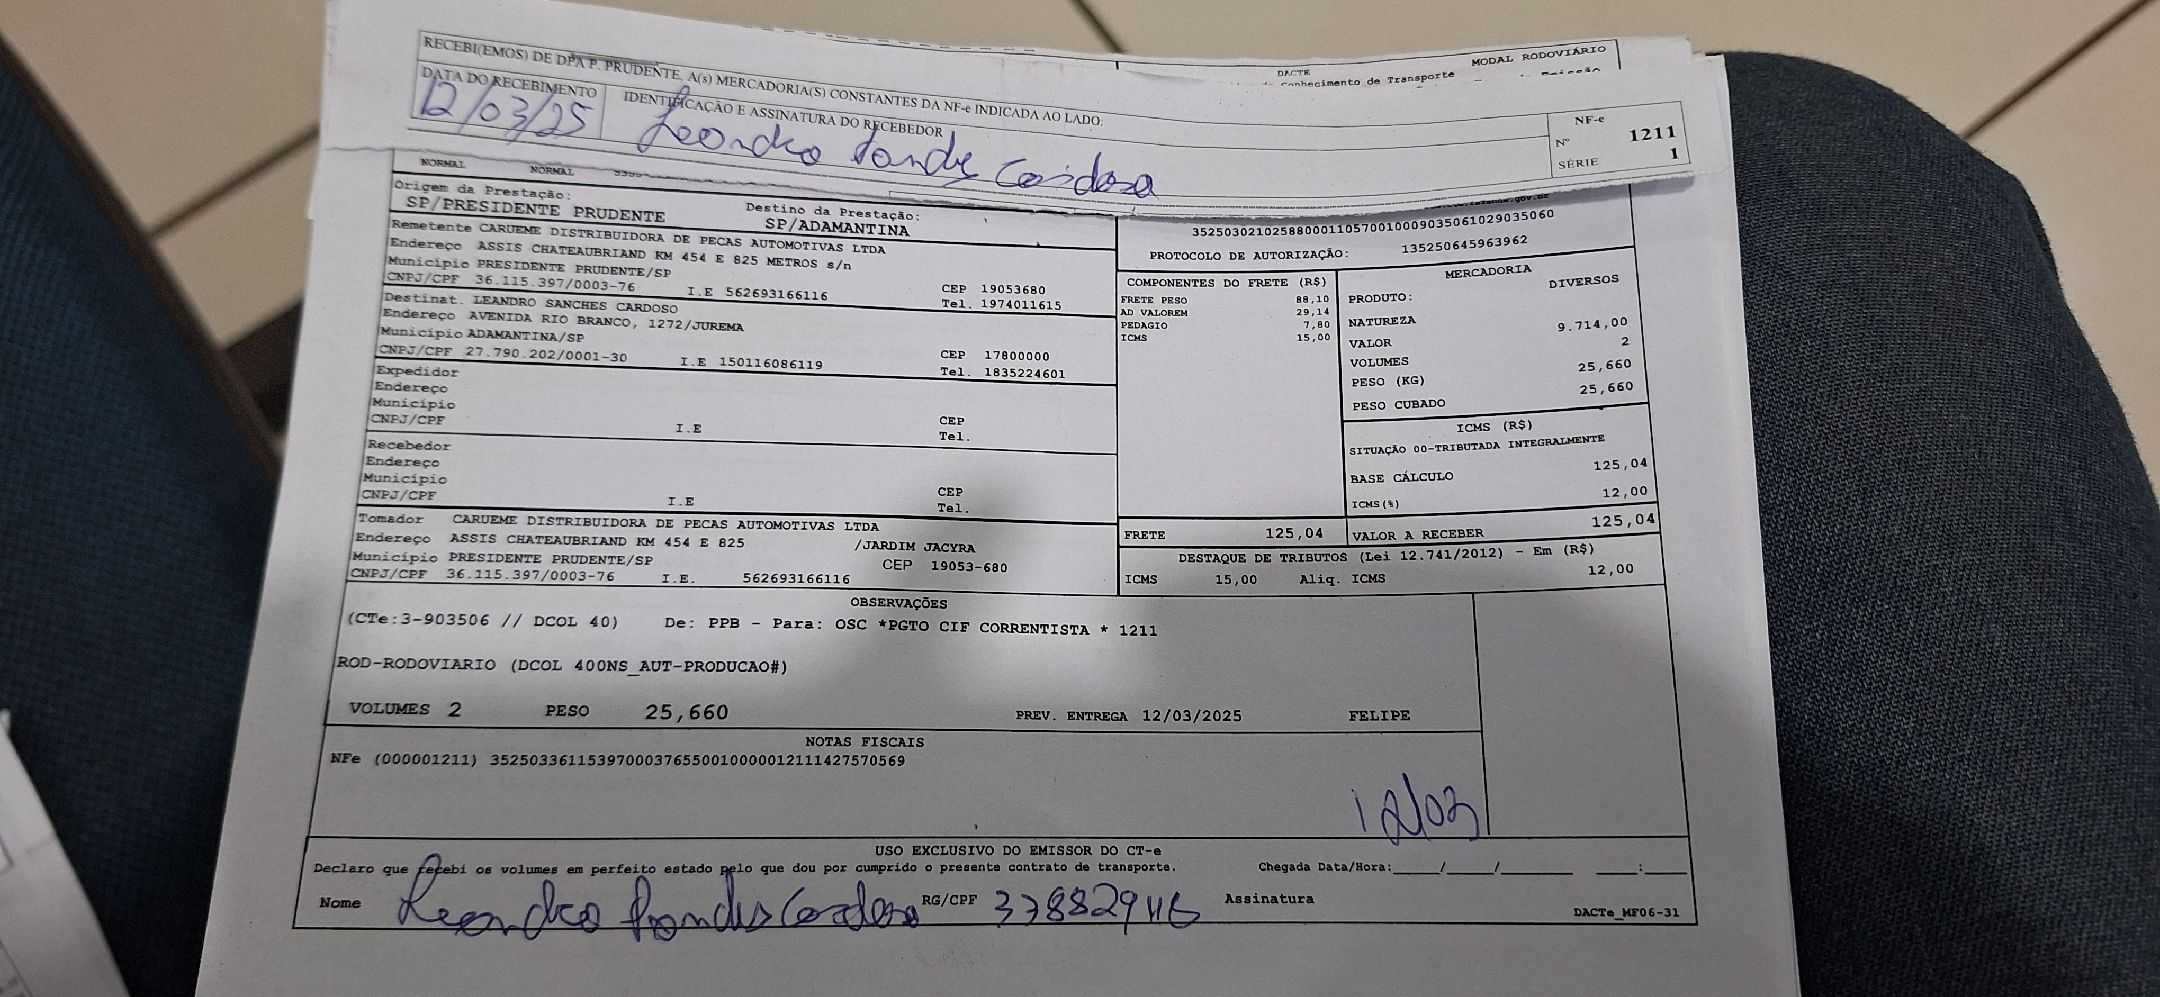 RECEBI(EMOS) DE DPA P. PRUDENTE, A(s) MERCADORIA(S) CONSTANTES DA NF-e INDICADA AO LADO:
DATA DO RECEBIMENTO
12/03/25
IDENTIFICAÇÃO E ASSINATURA DO RECEBEDOR
NF-e
Nº 1211
SÉRIE 1
DACTE
Conhecimento de Transporte
MODAL RODOVIÁRIO
NORMAL NORMAL
Origem da Prestação:
SP/PRESIDENTE PRUDENTE
Destino da Prestação:
SP/ADAMANTINA
Remetente CARUEME DISTRIBUIDORA DE PECAS AUTOMOTIVAS LTDA
Endereço ASSIS CHATEAUBRIAND KM 454 E 825 METROS s/n
Município PRESIDENTE PRUDENTE/SP CEP 19053680
CNPJ/CPF 36.115.397/0003-76 I.E 562693166116 Tel. 1974011615
Destinat. LEANDRO SANCHES CARDOSO
Endereço AVENIDA RIO BRANCO, 1272/JUREMA
Município ADAMANTINA/SP CEP 17800000
CNPJ/CPF 27.790.202/0001-30 I.E 150116086119 Tel. 1835224601
Expedidor
Endereço
Município CEP
CNPJ/CPF I.E Tel.
Recebedor
Endereço
Município CEP
CNPJ/CPF I.E Tel.
Tomador CARUEME DISTRIBUIDORA DE PECAS AUTOMOTIVAS LTDA
Endereço ASSIS CHATEAUBRIAND KM 454 E 825 /JARDIM JACYRA
Município PRESIDENTE PRUDENTE/SP CEP 19053-680
CNPJ/CPF 36.115.397/0003-76 I.E. 562693166116
35250302102588000110570010009035061029035060
PROTOCOLO DE AUTORIZAÇÃO: 135250645963962
COMPONENTES DO FRETE (R$)
FRETE PESO 88,10
AD VALOREM 29,14
PEDAGIO 7,80
ICMS 15,00
MERCADORIA
PRODUTO: DIVERSOS
NATUREZA
VALOR 9.714,00
VOLUMES 2
PESO (KG) 25,660
PESO CUBADO 25,660
ICMS (R$)
SITUAÇÃO 00-TRIBUTADA INTEGRALMENTE
BASE CÁLCULO 125,04
ICMS(%) 12,00
FRETE 125,04 VALOR A RECEBER 125,04
DESTAQUE DE TRIBUTOS (Lei 12.741/2012) - Em (R$)
ICMS 15,00 Aliq. ICMS 12,00
OBSERVAÇÕES
(CTe:3-903506 // DCOL 40) De: PPB - Para: OSC *PGTO CIF CORRENTISTA * 1211
ROD-RODOVIARIO (DCOL 400NS_AUT-PRODUCAO#)
VOLUMES 2 PESO 25,660 PREV. ENTREGA 12/03/2025 FELIPE
NOTAS FISCAIS
NFe (000001211) 35250336115397000376550010000012111427570569
12/03
USO EXCLUSIVO DO EMISSOR DO CT-e
Declaro que recebi os volumes em perfeito estado pelo que dou por cumprido o presente contrato de transporte. Chegada Data/Hora:____/____/______ ____:____
Nome RG/CPF Assinatura
DACTe_MF06-31